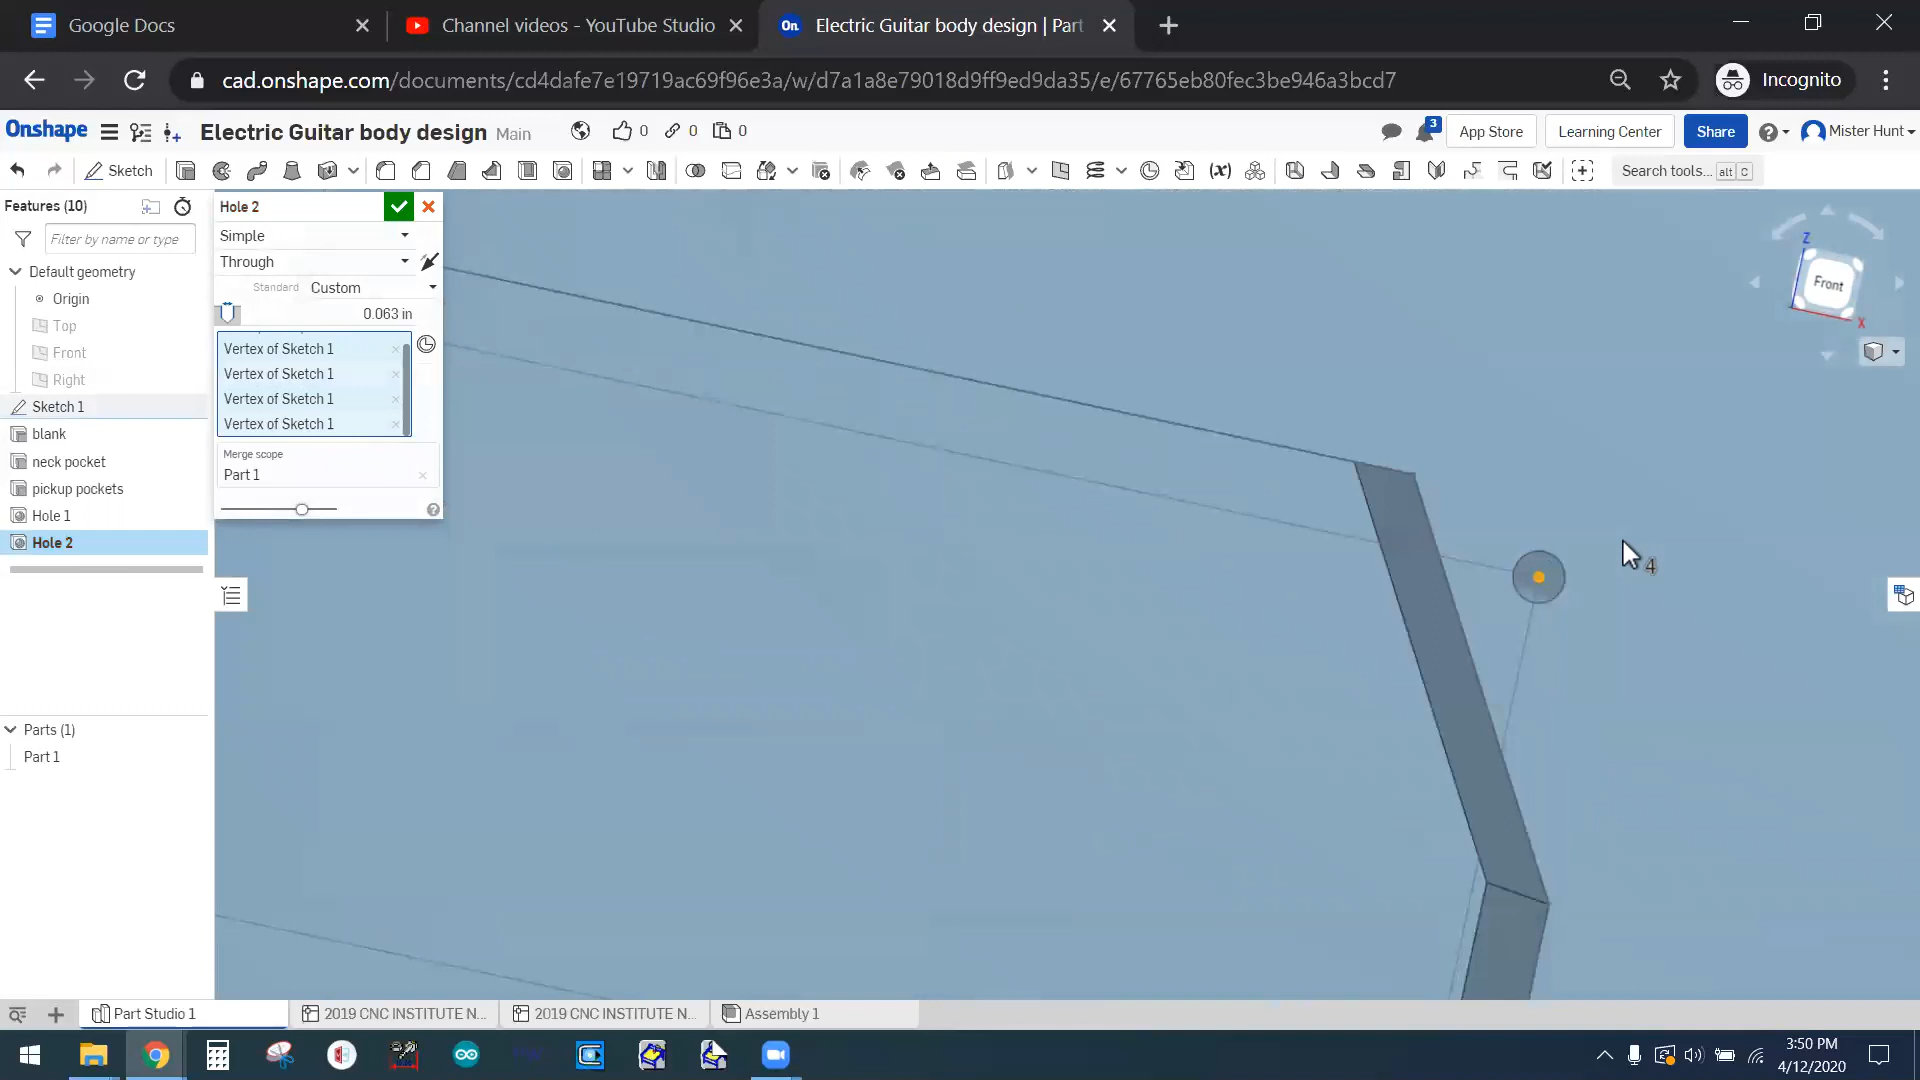 Google Docs
Channel videos - YouTube Studio
On.
Electric Guitar body design | Part
cad.onshape.com/documents/cd4dafe7e19719ac69f96e3a/w/d7a1a8e79018d9ff9ed9da35/e/67765eb80fec3be946a3bcd7
Incognito
Onshape
Electric Guitar body design Main
0
0
0
3
App Store
Learning Center
Share
Mister Hunt
Sketch
(x)
Search tools... alt C
Features (10)
Filter by name or type
Default geometry
Origin
Top
Front
Right
Sketch 1
blank
neck pocket
pickup pockets
Hole 1
Hole 2
Parts (1)
Part 1
Hole 2
Simple
Through
Standard Custom
0.063 in
Vertex of Sketch 1
Vertex of Sketch 1
Vertex of Sketch 1
Vertex of Sketch 1
Merge scope
Part 1
Z
Front
X
4
Part Studio 1
2019 CNC INSTITUTE N...
2019 CNC INSTITUTE N...
Assembly 1
3:50 PM
4/12/2020